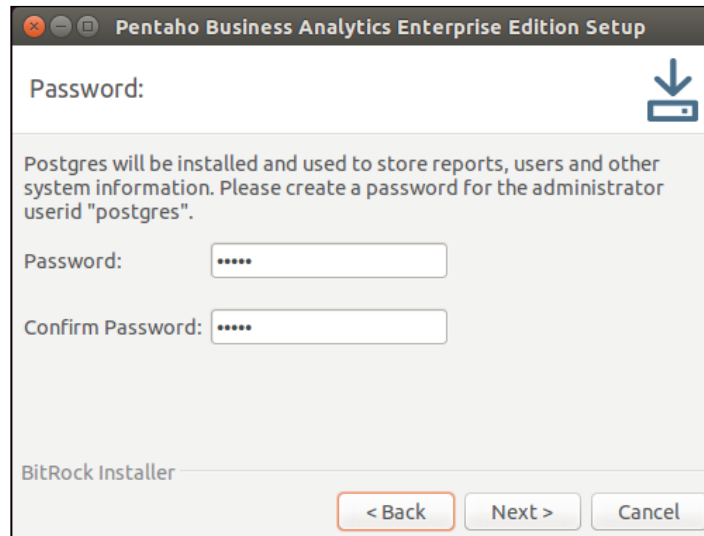 Pentaho Business Analytics Enterprise Edition Setup
Password:
Postgres will be installed and used to store reports, users and other
system information. Please create a password for the administrator
userid "postgres".
Password: •••••
Confirm Password: •••••
BitRock Installer
< Back Next > Cancel